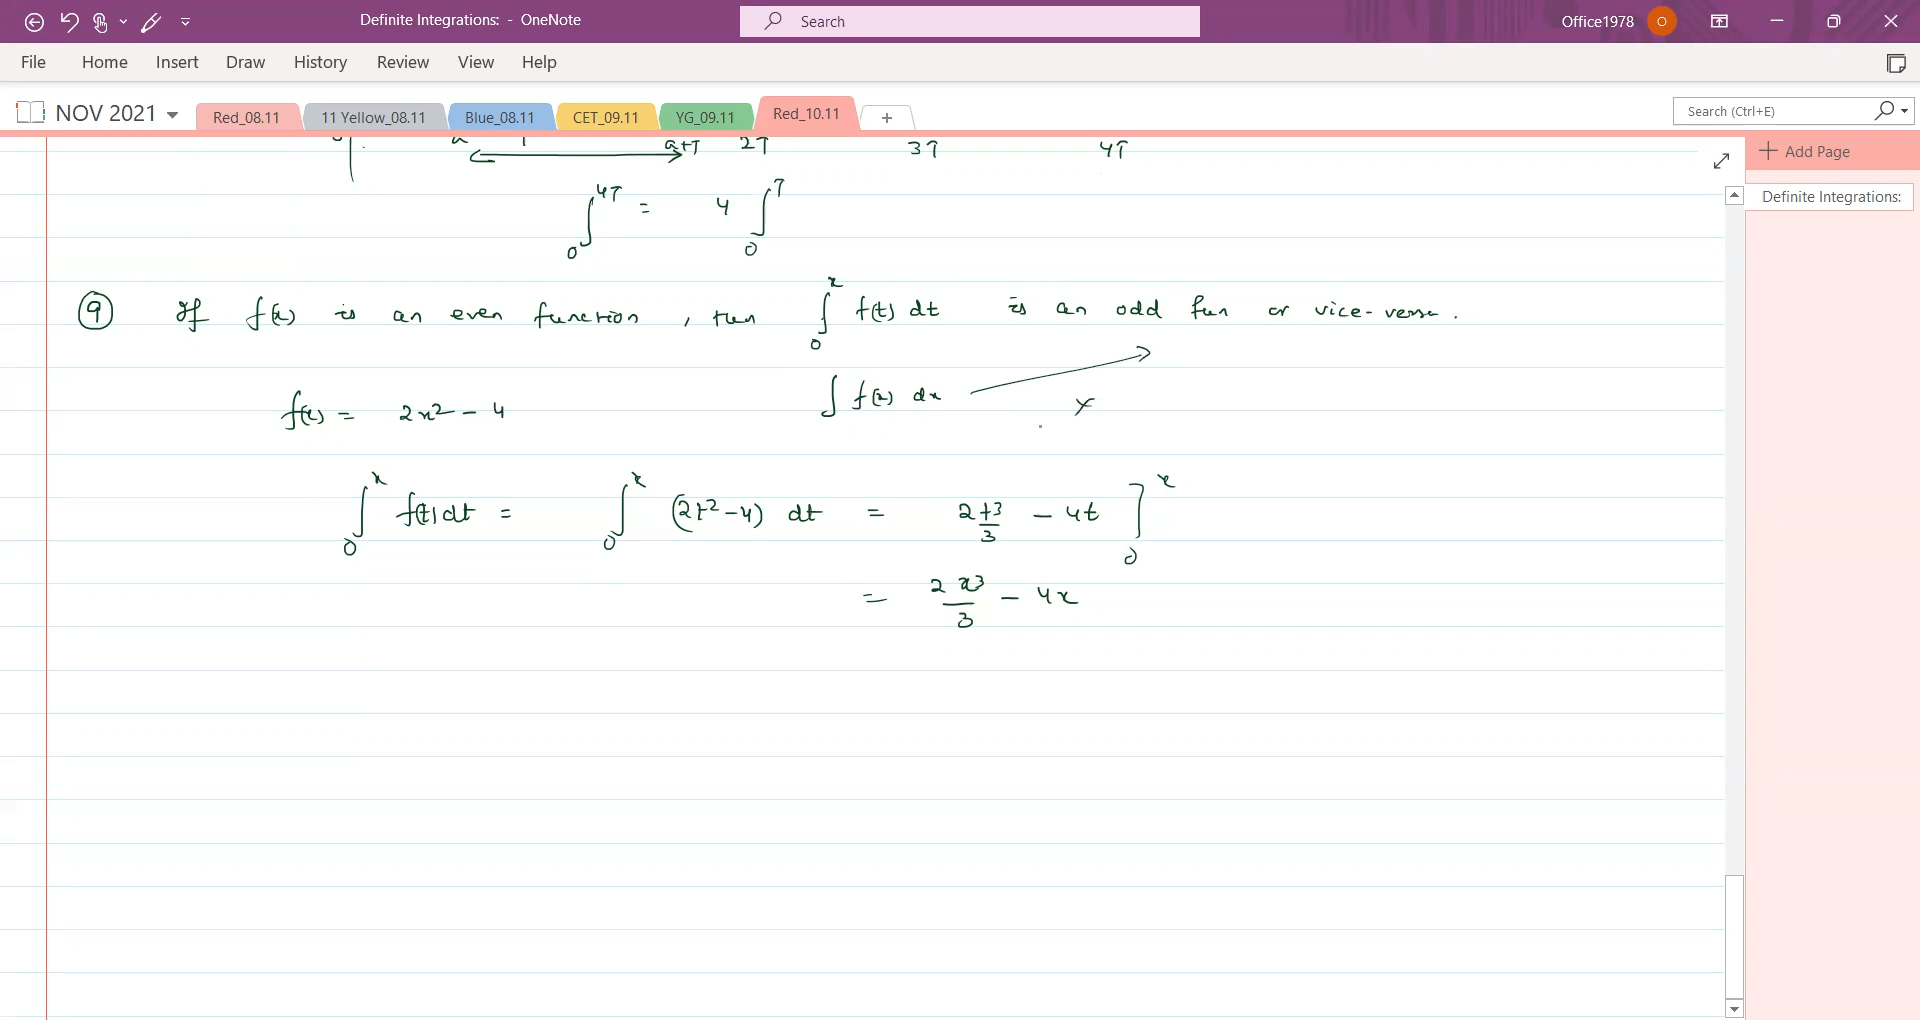 Definite Integrations: - OneNote
Search
Office1978
O
File Home Insert Draw History Review View Help
NOV 2021
Red_08.11
11 Yellow_08.11
Blue_08.11
CET_09.11
YG_09.11
Red_10.11
+
Search (Ctrl+E)
Add Page
Definite Integrations:
a+T 2T 3T 4T
∫₀^{4T} = 4 ∫₀^{T}
⑨ If f(x) is an even function, then ∫₀^{x} f(t) dt is an odd fun or vice-versa.
∫ f(x) dx ×
f(x) = 2x² - 4
∫₀^{x} f(t) dt = ∫₀^{x} (2t² - 4) dt = 2t³/3 - 4t ]₀^{x}
= 2x³/3 - 4x